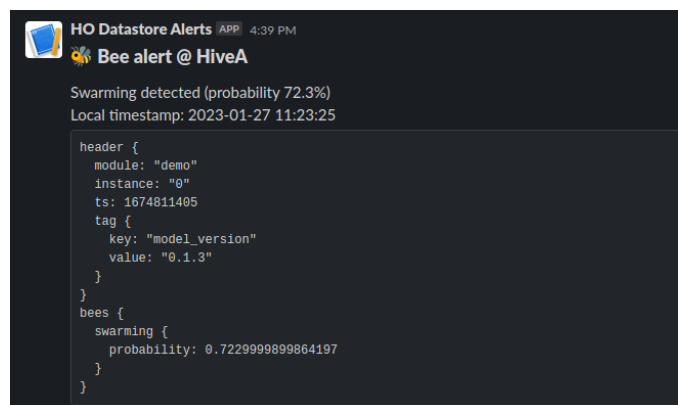 HO Datastore Alerts APP 4:39 PM
🐝 Bee alert @ HiveA
Swarming detected (probability 72.3%)
Local timestamp: 2023-01-27 11:23:25
header {
  module: "demo"
  instance: "0"
  ts: 1674811405
  tag {
    key: "model_version"
    value: "0.1.3"
  }
}
bees {
  swarming {
    probability: 0.7229999899864197
  }
}